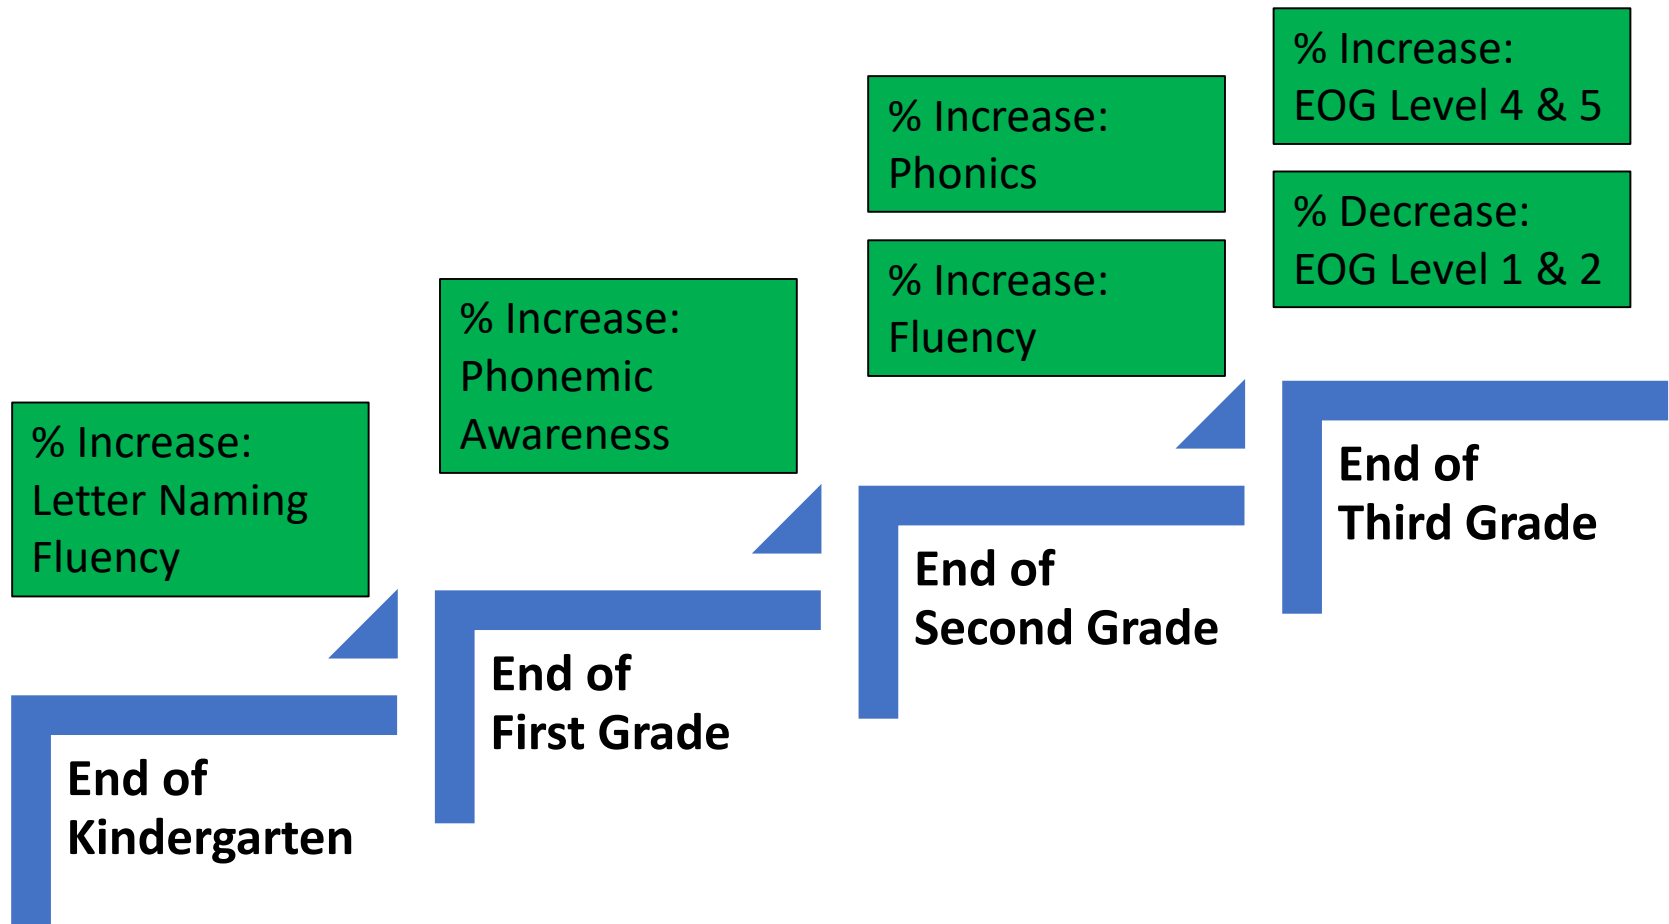 % Increase:
Letter Naming
Fluency
End of
Kindergarten
% Increase:
Phonemic
Awareness
End of
First Grade
% Increase:
Phonics
% Increase:
Fluency
End of
Second Grade
% Increase:
EOG Level 4 & 5
% Decrease:
EOG Level 1 & 2
End of
Third Grade